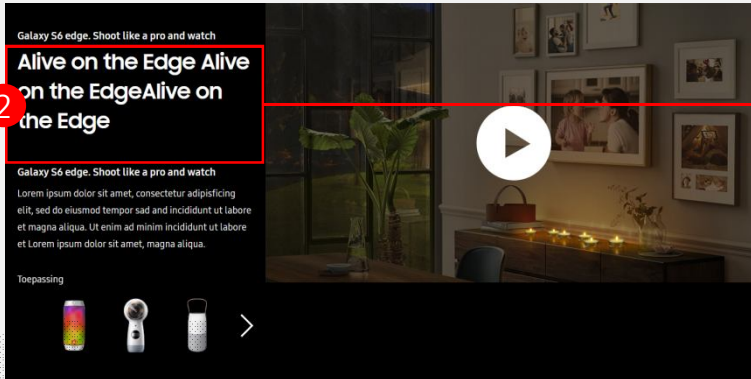 Galaxy S6 edge. Shoot like a pro and watch
Alive on the Edge Alive
on the EdgeAlive on
the Edge
2
Galaxy S6 edge. Shoot like a pro and watch
Lorem ipsum dolor sit amet, consectetur adipisficing
elit, sed do eiusmod tempor sad and incididunt ut labore
et magna aliqua. Ut enim ad minim incididunt ut labore
et Lorem ipsum dolor sit amet, magna aliqua.
Toepassing